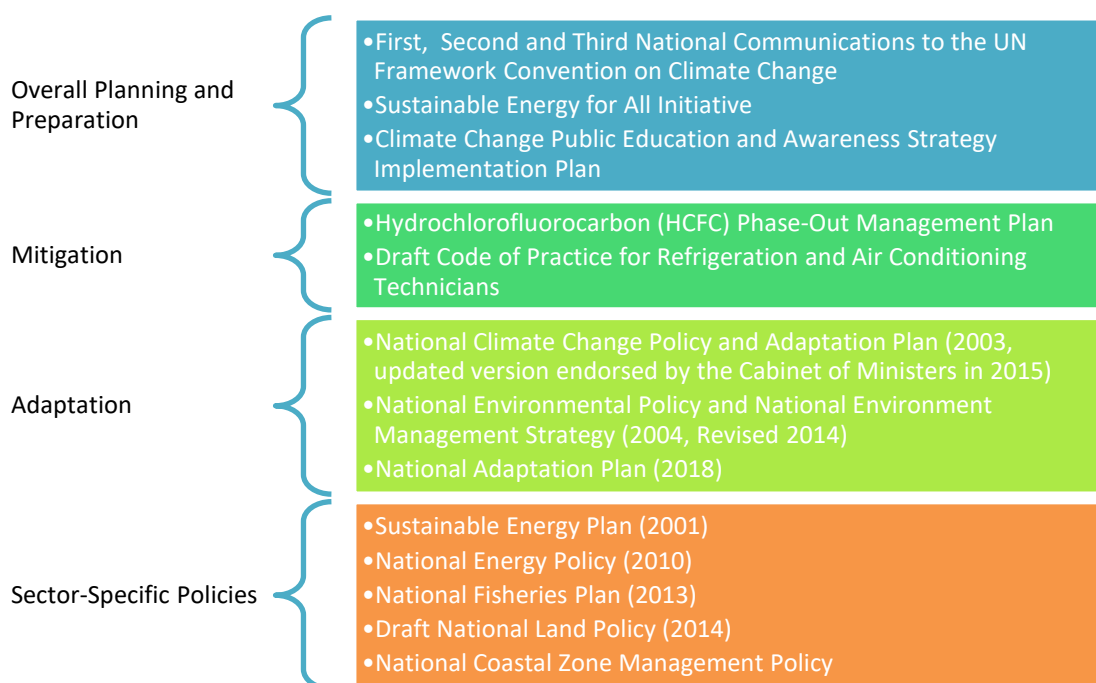 Overall Planning and
Preparation
•First, Second and Third National Communications to the UN
Framework Convention on Climate Change
•Sustainable Energy for All Initiative
•Climate Change Public Education and Awareness Strategy
Implementation Plan
Mitigation
•Hydrochlorofluorocarbon (HCFC) Phase-Out Management Plan
•Draft Code of Practice for Refrigeration and Air Conditioning
Technicians
Adaptation
•National Climate Change Policy and Adaptation Plan (2003,
updated version endorsed by the Cabinet of Ministers in 2015)
•National Environmental Policy and National Environment
Management Strategy (2004, Revised 2014)
•National Adaptation Plan (2018)
Sector-Specific Policies
•Sustainable Energy Plan (2001)
•National Energy Policy (2010)
•National Fisheries Plan (2013)
•Draft National Land Policy (2014)
•National Coastal Zone Management Policy